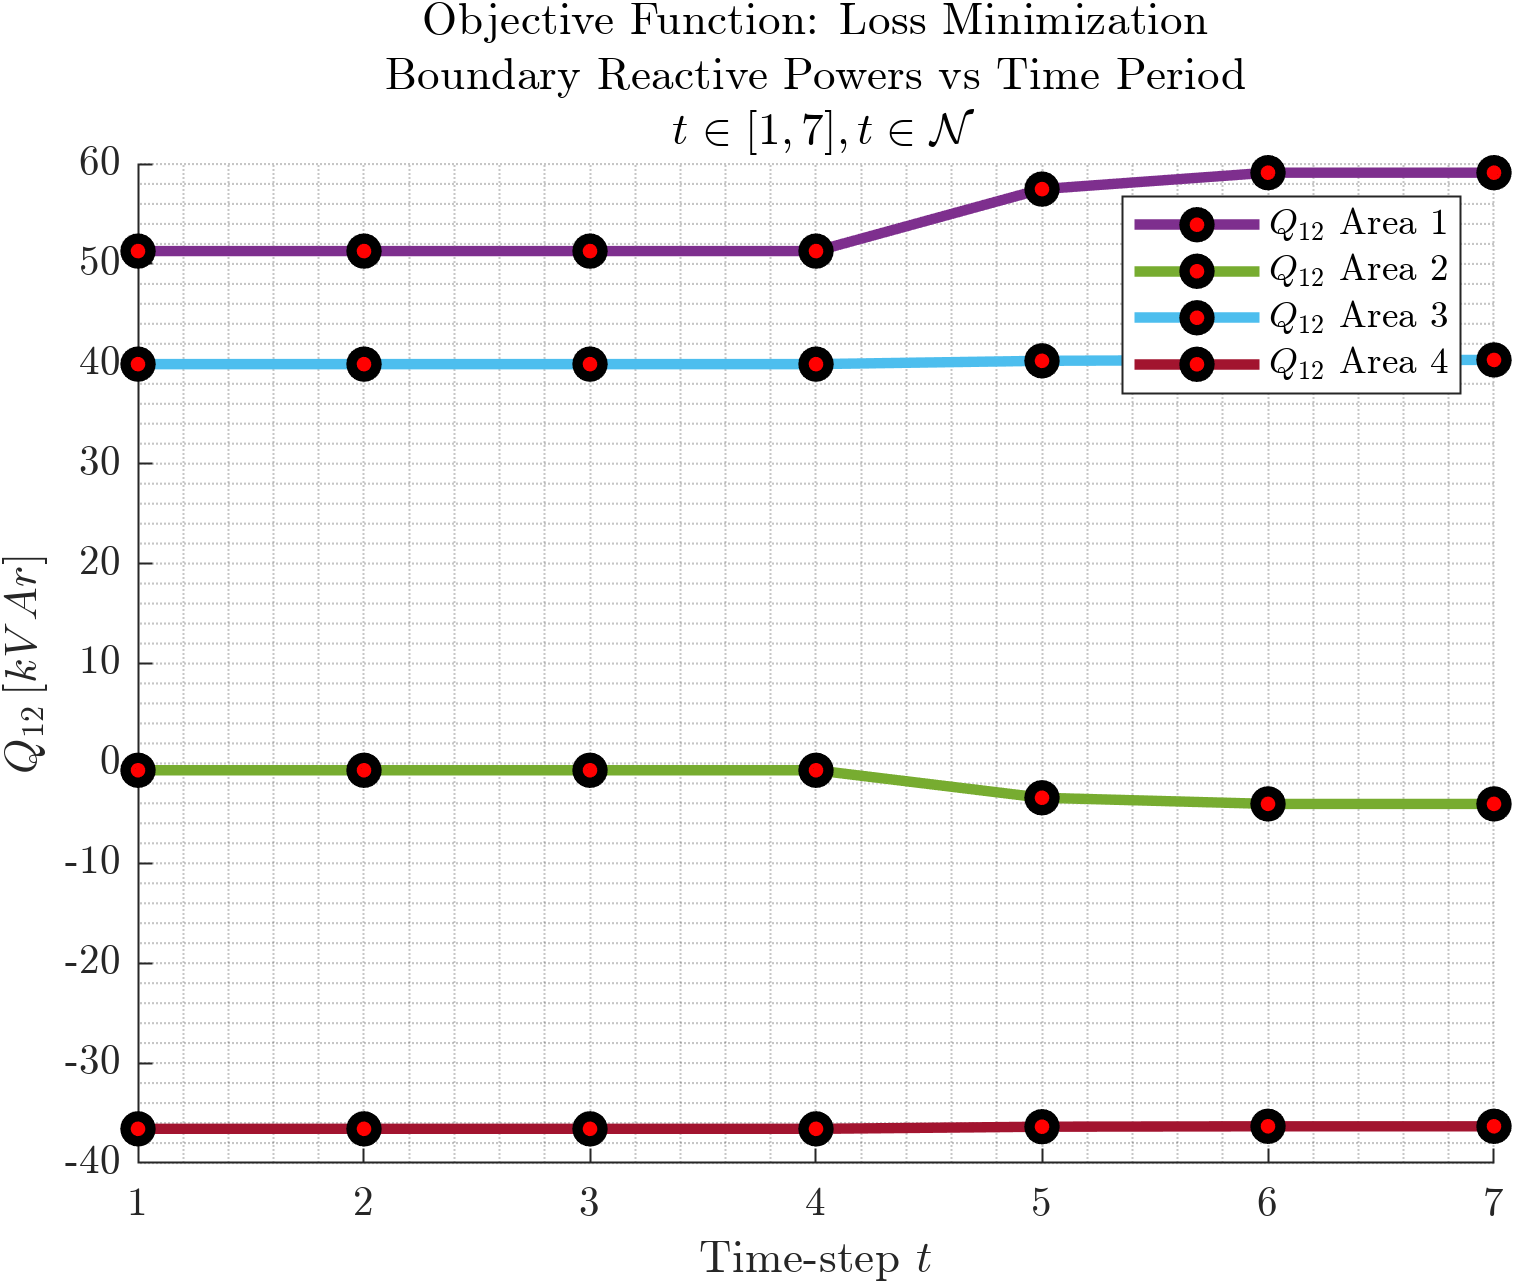 Objective Function: Loss Minimization
Boundary Reactive Powers vs Time Period
t ∈ [1, 7], t ∈ 𝒩
60
50
40
30
20
10
0
-10
-20
-30
-40
Q₁₂ [kV Ar]
Q₁₂ Area 1
Q₁₂ Area 2
Q₁₂ Area 3
Q₁₂ Area 4
1 2 3 4 5 6 7
Time-step t